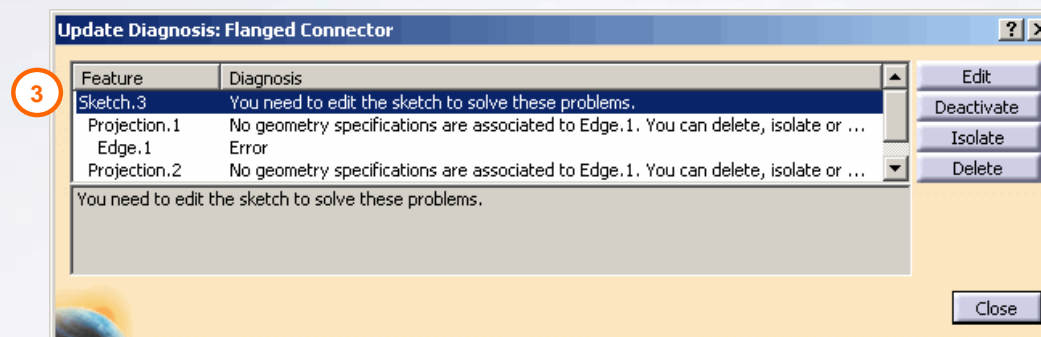 Update Diagnosis: Flanged Connector
? X
3
Feature Diagnosis Edit
Sketch.3 You need to edit the sketch to solve these problems. Deactivate
Projection.1 No geometry specifications are associated to Edge.1. You can delete, isolate or ...
Edge.1 Error Isolate
Projection.2 No geometry specifications are associated to Edge.1. You can delete, isolate or ... Delete
You need to edit the sketch to solve these problems.
Close